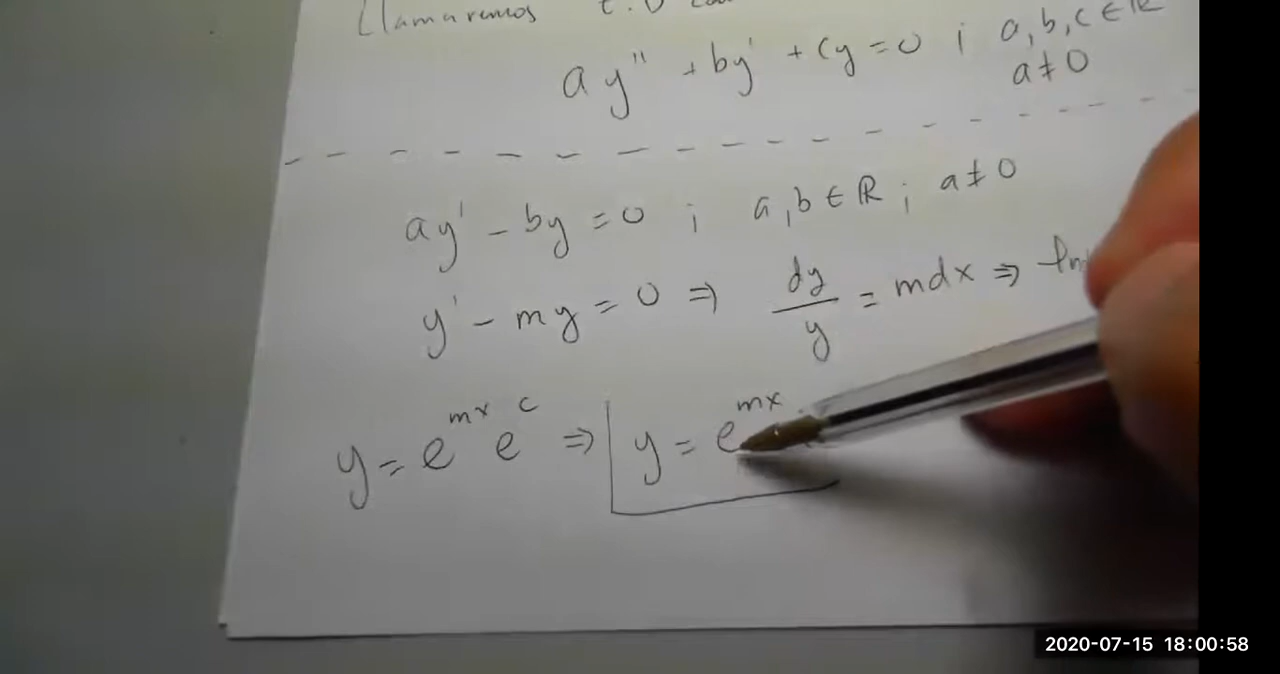 Llamaremos
ay'' + by' + cy = 0 ; a, b, c ∈ ℝ
a ≠ 0
ay' - by = 0 ; a, b ∈ ℝ ; a ≠ 0
y' - my = 0 ⇒ dy/y = mdx ⇒ ln
y = e^{mx} e^{c} ⇒ y = e^{mx}
2020-07-15 18:00:58